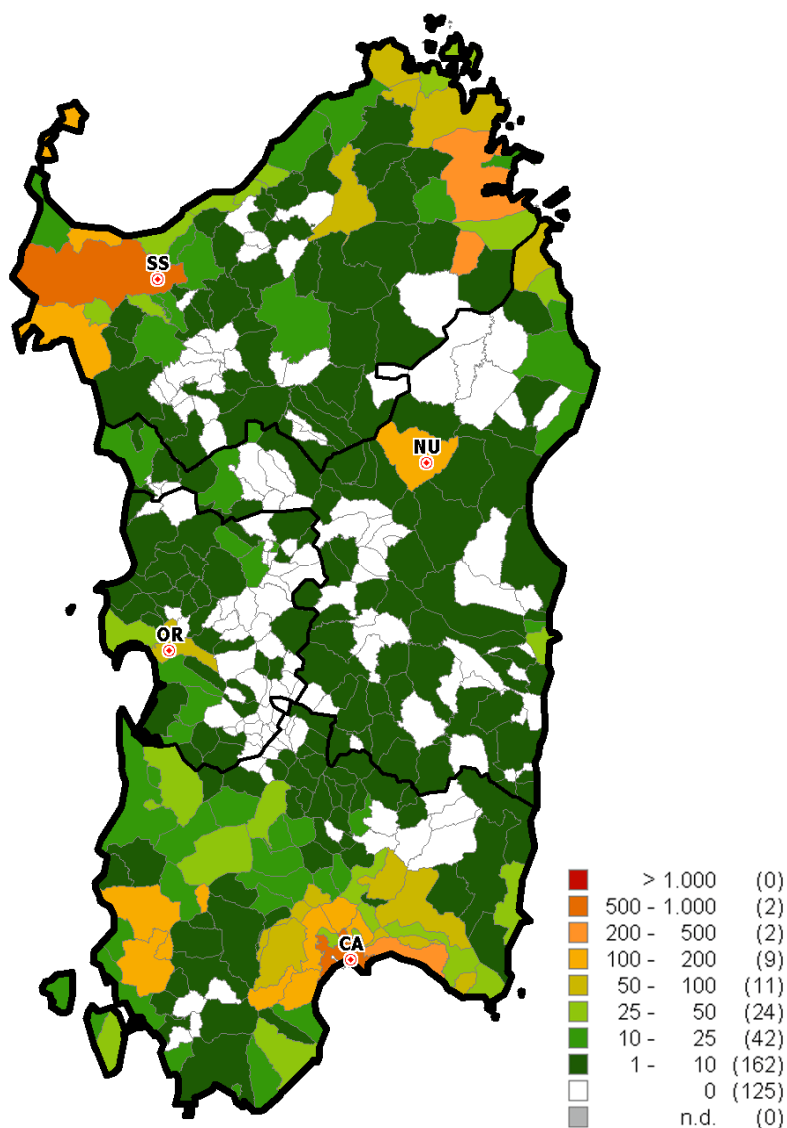 SS
NU
OR
CA
> 1.000 (0)
500 - 1.000 (2)
200 - 500 (2)
100 - 200 (9)
50 - 100 (11)
25 - 50 (24)
10 - 25 (42)
1 - 10 (162)
0 (125)
n.d. (0)